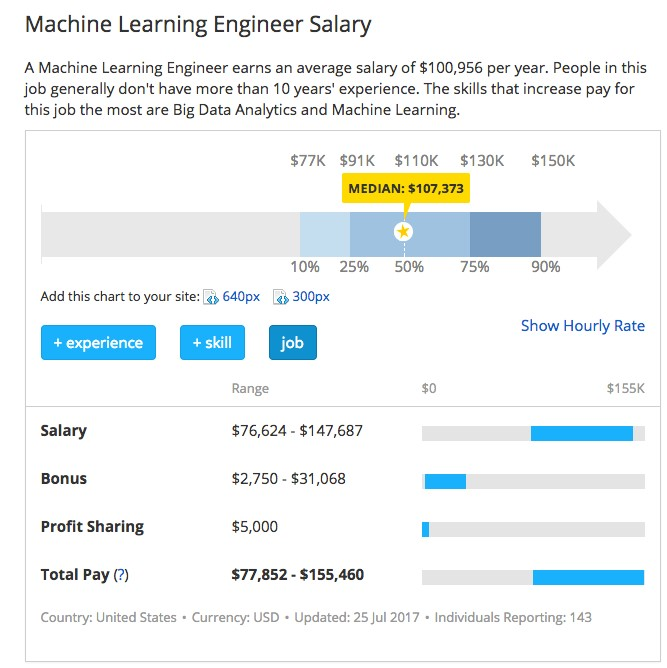 Machine Learning Engineer Salary
A Machine Learning Engineer earns an average salary of $100,956 per year. People in this
job generally don't have more than 10 years' experience. The skills that increase pay for
this job the most are Big Data Analytics and Machine Learning.
$77K $91K $110K $130K $150K
MEDIAN: $107,373
10% 25% 50% 75% 90%
Add this chart to your site: 640px 300px
Show Hourly Rate
+ experience + skill job
Range $0 $155K
Salary $76,624 - $147,687
Bonus $2,750 - $31,068
Profit Sharing $5,000
Total Pay (?) $77,852 - $155,460
Country: United States • Currency: USD • Updated: 25 Jul 2017 • Individuals Reporting: 143